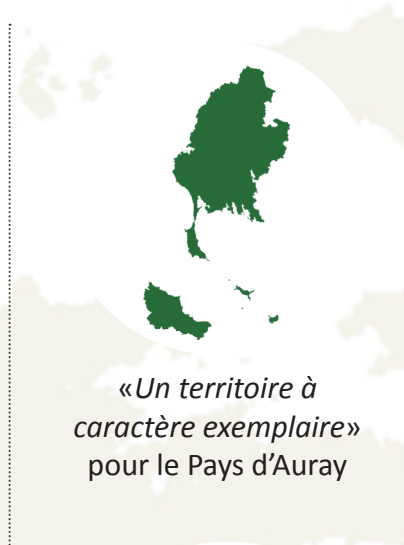 «Un territoire à
caractère exemplaire»
pour le Pays d’Auray